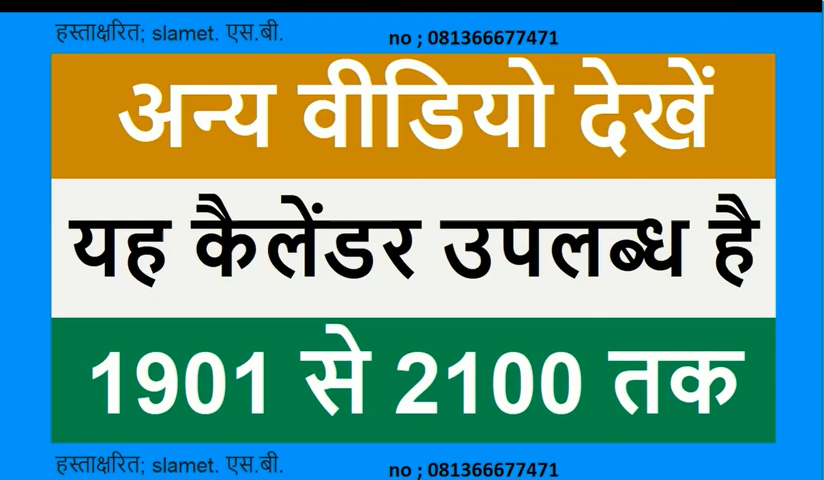 हस्ताक्षरित; slamet. एस.बी. no ; 081366677471
अन्य वीडियो देखें
यह कैलेंडर उपलब्ध है
1901 से 2100 तक
हस्ताक्षरित; slamet. एस.बी. no ; 081366677471